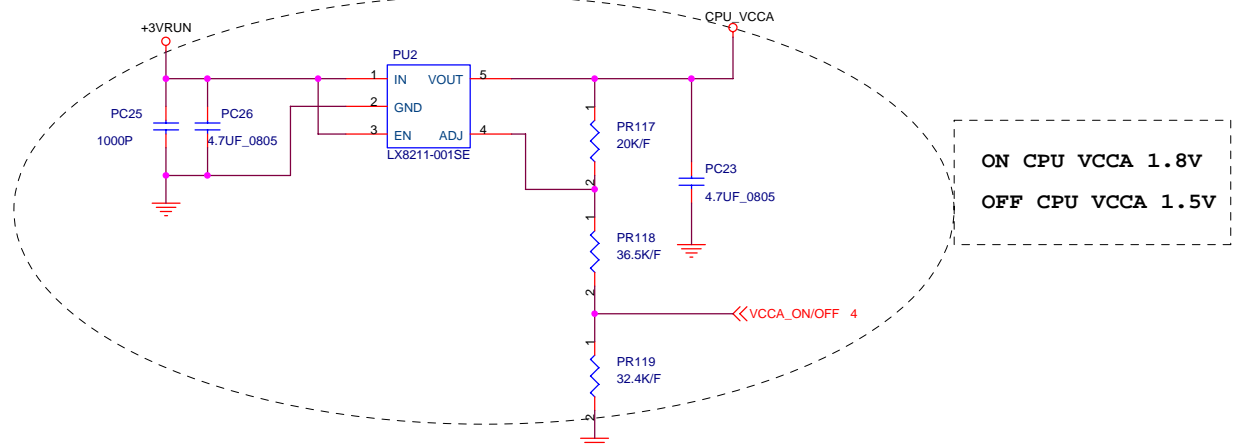 +3VRUN
CPU_VCCA
PU2
1 IN VOUT 5
2 GND
3 EN ADJ 4
LX8211-001SE
PC25
1000P
PC26
4.7UF_0805
1
PR117
20K/F
2
PC23
4.7UF_0805
1
PR118
36.5K/F
2
VCCA_ON/OFF 4
1
PR119
32.4K/F
2
ON CPU VCCA 1.8V
OFF CPU VCCA 1.5V